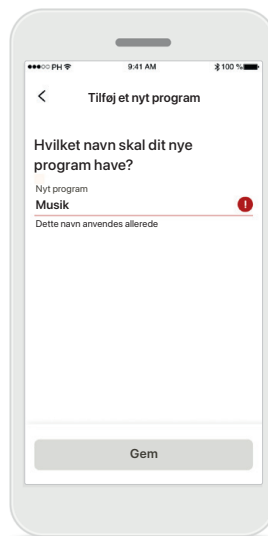 PH 9:41 AM 100 %
Tilføj et nyt program
Hvilket navn skal dit nye
program have?
Nyt program
Musik
Dette navn anvendes allerede
Gem